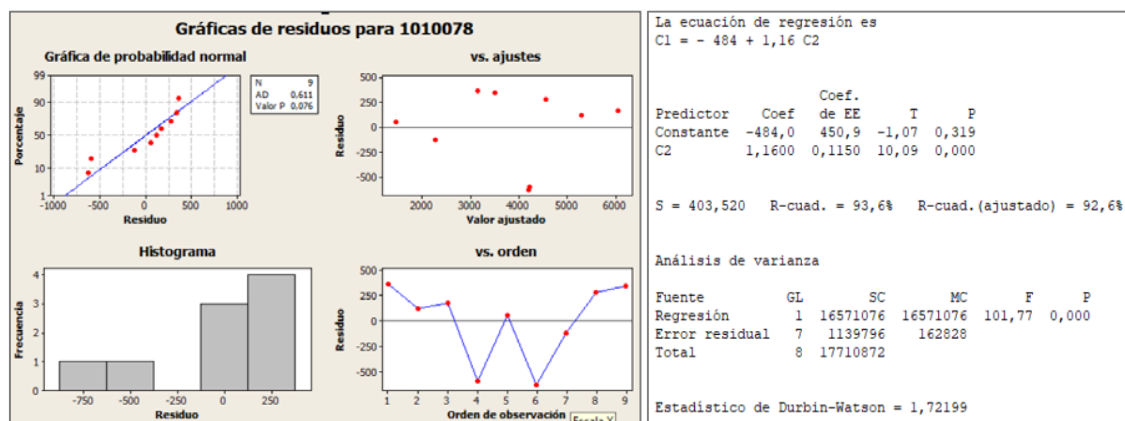 Gráficas de residuos para 1010078
Gráfica de probabilidad normal
99
90
50
10
1
Porcentaje
-1000 -500 0 500 1000
Residuo
N 9
AD 0.611
Valor P 0.076
vs. ajustes
500
250
0
-250
-500
Residuo
2000 3000 4000 5000 6000
Valor ajustado
Histograma
4
3
2
1
0
Frecuencia
-750 -500 -250 0 250
Residuo
vs. orden
500
250
0
-250
-500
Residuo
1 2 3 4 5 6 7 8 9
Orden de observación
La ecuación de regresión es
C1 = - 484 + 1,16 C2
Coef.
Predictor Coef de EE T P
Constante -484,0 450,9 -1,07 0,319
C2 1,1600 0,1150 10,09 0,000
S = 403,520 R-cuad. = 93,6% R-cuad.(ajustado) = 92,6%
Análisis de varianza
Fuente GL SC MC F P
Regresión 1 16571076 16571076 101,77 0,000
Error residual 7 1139796 162828
Total 8 17710872
Estadístico de Durbin-Watson = 1,72199